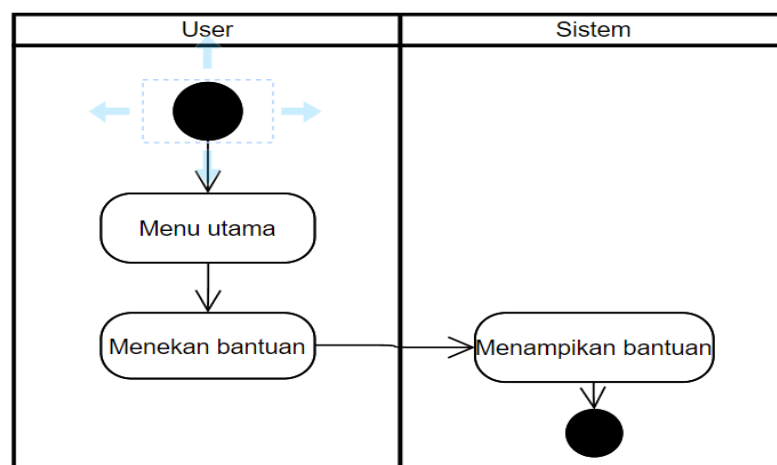 User
Sistem
Menu utama
Menekan bantuan
Menampikan bantuan